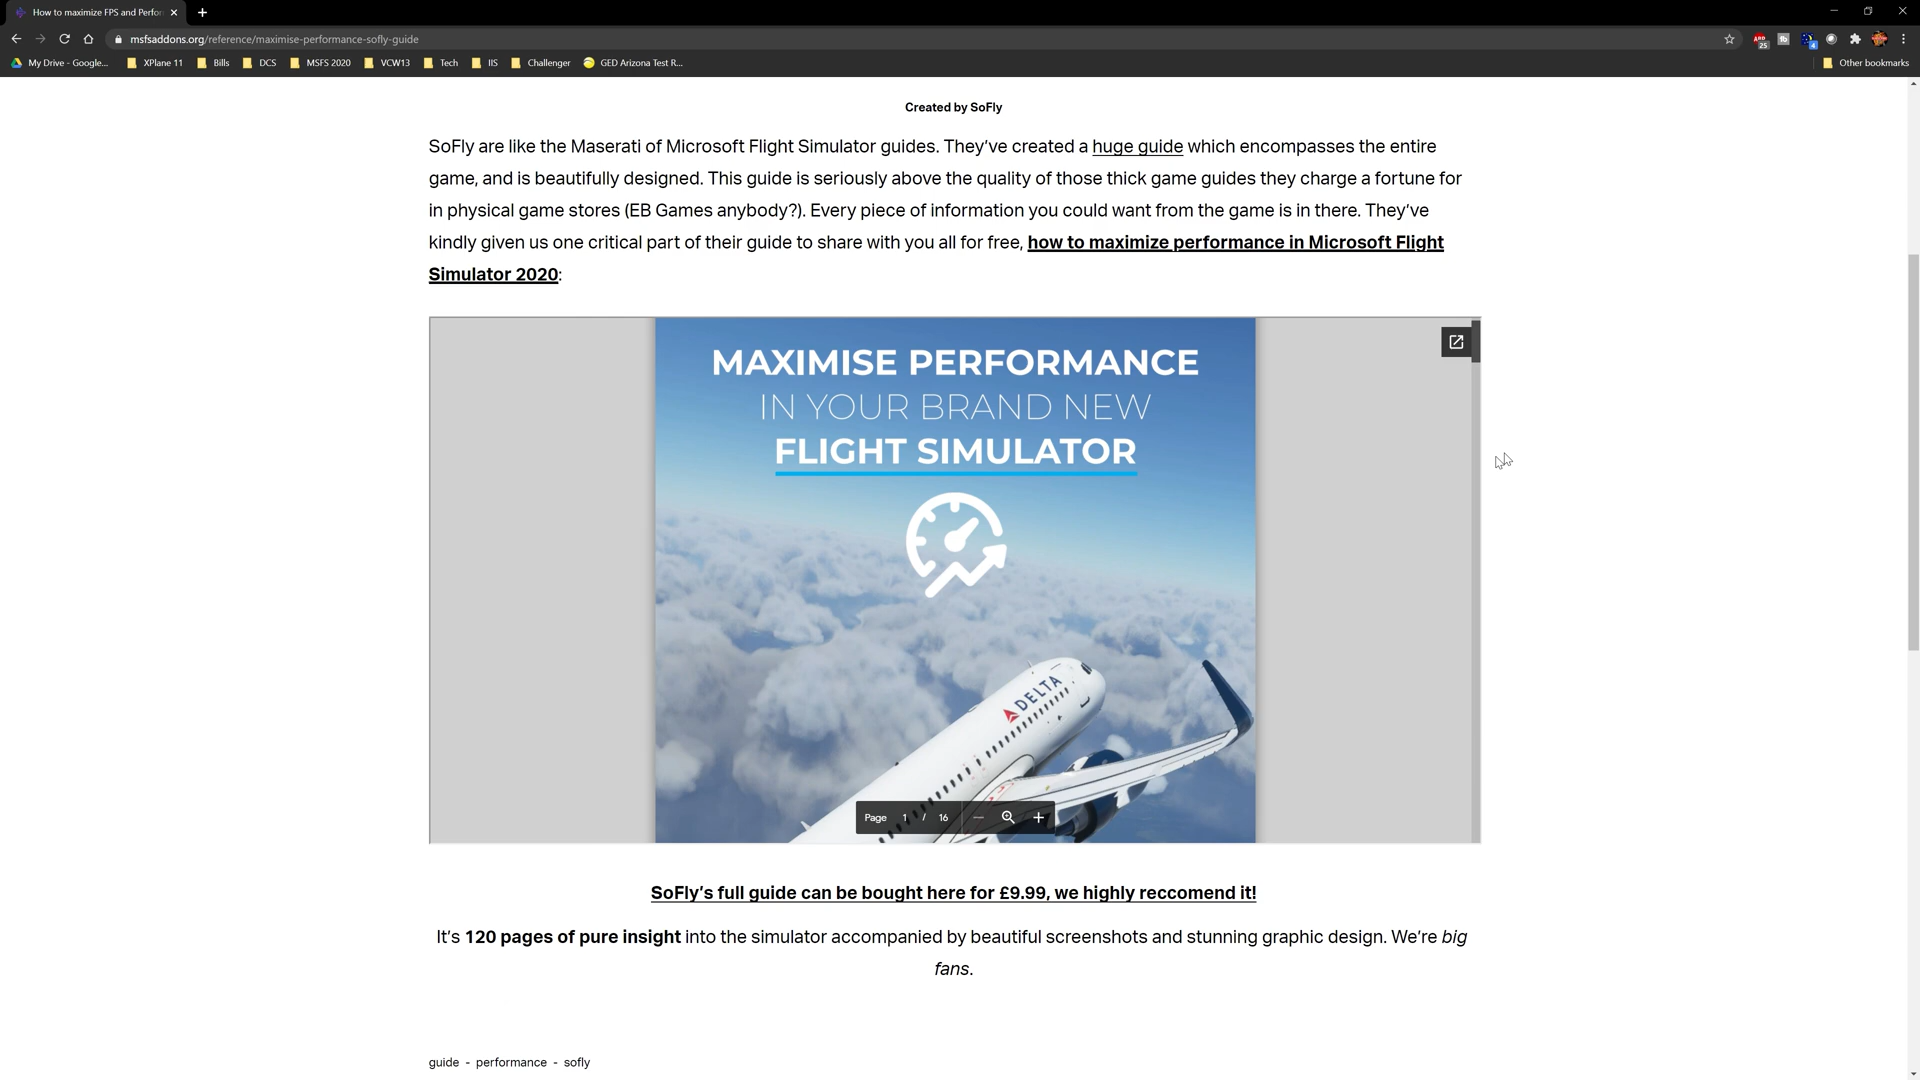 How to maximize FPS and Perfor
msfsaddons.org/reference/maximise-performance-sofly-guide
25
4
My Drive - Google...
XPlane 11
Bills
DCS
MSFS 2020
VCW13
Tech
IIS
Challenger
GED Arizona Test R...
Other bookmarks
Created by SoFly
SoFly are like the Maserati of Microsoft Flight Simulator guides. They've created a huge guide which encompasses the entire
game, and is beautifully designed. This guide is seriously above the quality of those thick game guides they charge a fortune for
in physical game stores (EB Games anybody?). Every piece of information you could want from the game is in there. They've
kindly given us one critical part of their guide to share with you all for free, how to maximize performance in Microsoft Flight
Simulator 2020:
MAXIMISE PERFORMANCE
IN YOUR BRAND NEW
FLIGHT SIMULATOR
DELTA
Page 1 / 16
SoFly's full guide can be bought here for £9.99, we highly reccomend it!
It's 120 pages of pure insight into the simulator accompanied by beautiful screenshots and stunning graphic design. We're big
fans.
guide - performance - sofly